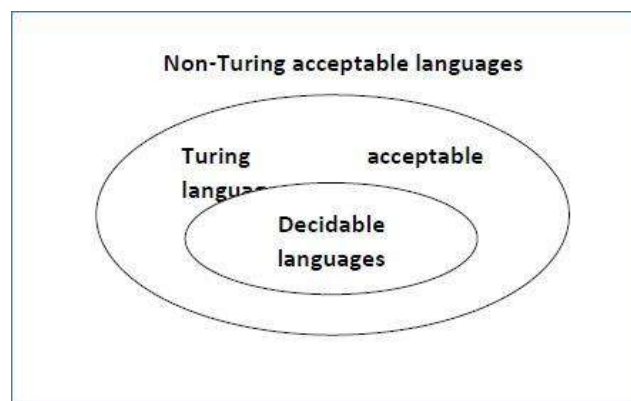 Non-Turing acceptable languages
Turing acceptable
Decidable
languages